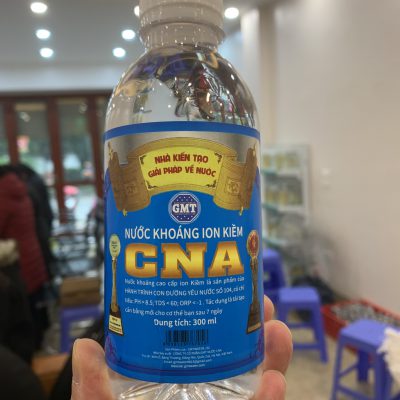 NHÀ KIẾN TẠO
GIẢI PHÁP VỀ NƯỚC
GMT
NƯỚC KHOÁNG ION KIỀM
CNA
Nước khoáng cao cấp ion Kiềm là sản phẩm của
HÀNH TRÌNH CON ĐƯỜNG YÊU NƯỚC SỐ 104, có chỉ
tiêu: PH = 8.5; TDS = 60; ORP < - 1. Tác dụng là tái tạo
cân bằng mới cho cơ thể bạn sau 7 ngày
Dung tích: 300 ml